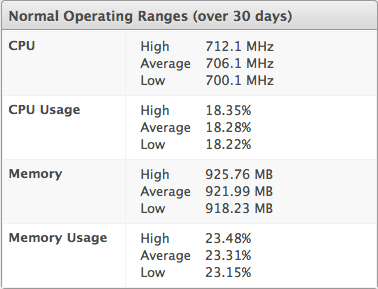 Normal Operating Ranges (over 30 days)
CPU High 712.1 MHz
Average 706.1 MHz
Low 700.1 MHz
CPU Usage High 18.35%
Average 18.28%
Low 18.22%
Memory High 925.76 MB
Average 921.99 MB
Low 918.23 MB
Memory Usage High 23.48%
Average 23.31%
Low 23.15%